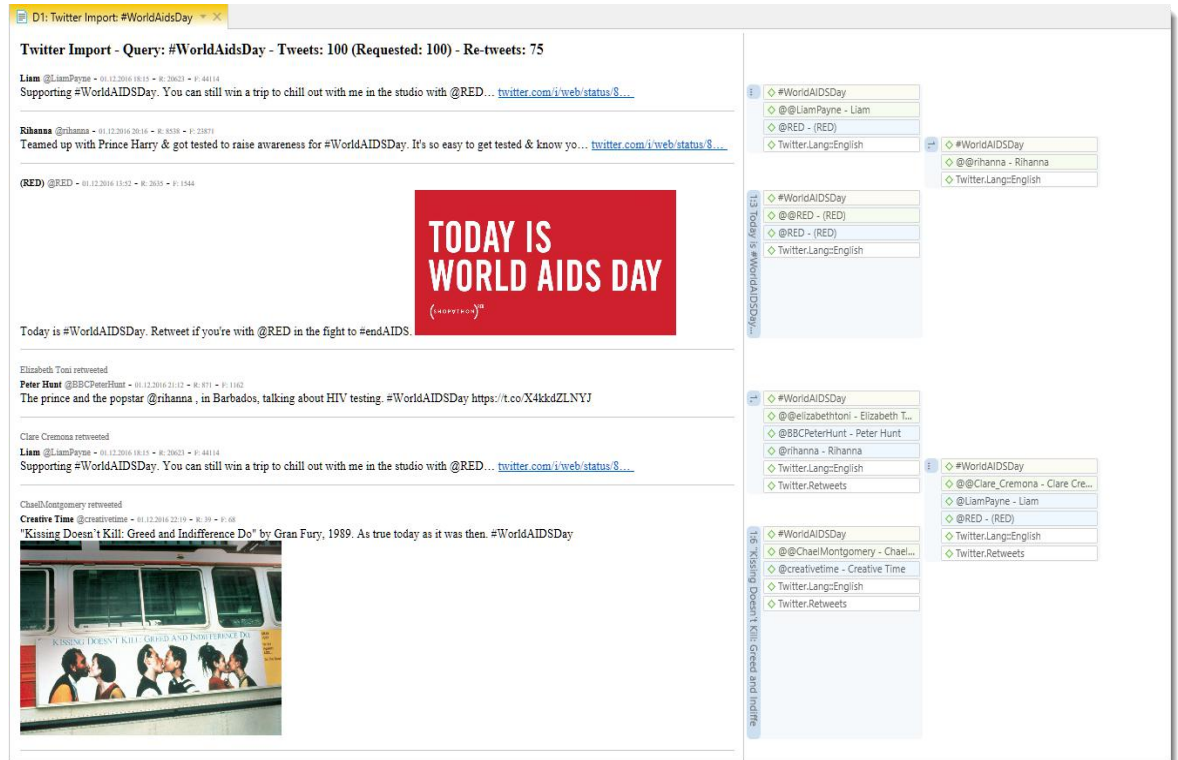 D1: Twitter Import: #WorldAidsDay
Twitter Import - Query: #WorldAidsDay - Tweets: 100 (Requested: 100) - Re-tweets: 75
Liam @LiamPayne - 01.12.2016 18:15 - R: 20623 - F: 44114
Supporting #WorldAIDSDay. You can still win a trip to chill out with me in the studio with @RED… twitter.com/i/web/status/8…
Rihanna @rihanna - 01.12.2016 20:16 - R: 8538 - F: 23871
Teamed up with Prince Harry & got tested to raise awareness for #WorldAIDSDay. It's so easy to get tested & know yo… twitter.com/i/web/status/8…
(RED) @RED - 01.12.2016 13:52 - R: 2635 - F: 1544
TODAY IS
WORLD AIDS DAY
(SHOPATHON)RED
Today is #WorldAIDSDay. Retweet if you're with @RED in the fight to #endAIDS.
Elizabeth Toni retweeted
Peter Hunt @BBCPeterHunt - 01.12.2016 21:12 - R: 871 - F: 1162
The prince and the popstar @rihanna , in Barbados, talking about HIV testing. #WorldAIDSDay https://t.co/X4kkdZLNYJ
Clare Cremona retweeted
Liam @LiamPayne - 01.12.2016 18:15 - R: 20623 - F: 44114
Supporting #WorldAIDSDay. You can still win a trip to chill out with me in the studio with @RED… twitter.com/i/web/status/8…
ChaelMontgomery retweeted
Creative Time @creativetime - 01.12.2016 22:19 - R: 39 - F: 68
"Kissing Doesn't Kill: Greed and Indifference Do" by Gran Fury, 1989. As true today as it was then. #WorldAIDSDay
KISSING DOESN'T KILL: GREED AND INDIFFERENCE DO.
#WorldAIDSDay
@@LiamPayne - Liam
@RED - (RED)
Twitter.Lang::English
#WorldAIDSDay
@@rihanna - Rihanna
Twitter.Lang::English
1:3 Today is #WorldAIDSDay...
#WorldAIDSDay
@@RED - (RED)
@RED - (RED)
Twitter.Lang::English
#WorldAIDSDay
@@elizabethtoni - Elizabeth T...
@BBCPeterHunt - Peter Hunt
@rihanna - Rihanna
Twitter.Lang::English
Twitter.Retweets
#WorldAIDSDay
@@Clare_Cremona - Clare Cre...
@LiamPayne - Liam
@RED - (RED)
Twitter.Lang::English
Twitter.Retweets
1:6 "Kissing Doesn't Kill: Greed and Indiffe
#WorldAIDSDay
@@ChaelMontgomery - Chael...
@creativetime - Creative Time
Twitter.Lang::English
Twitter.Retweets